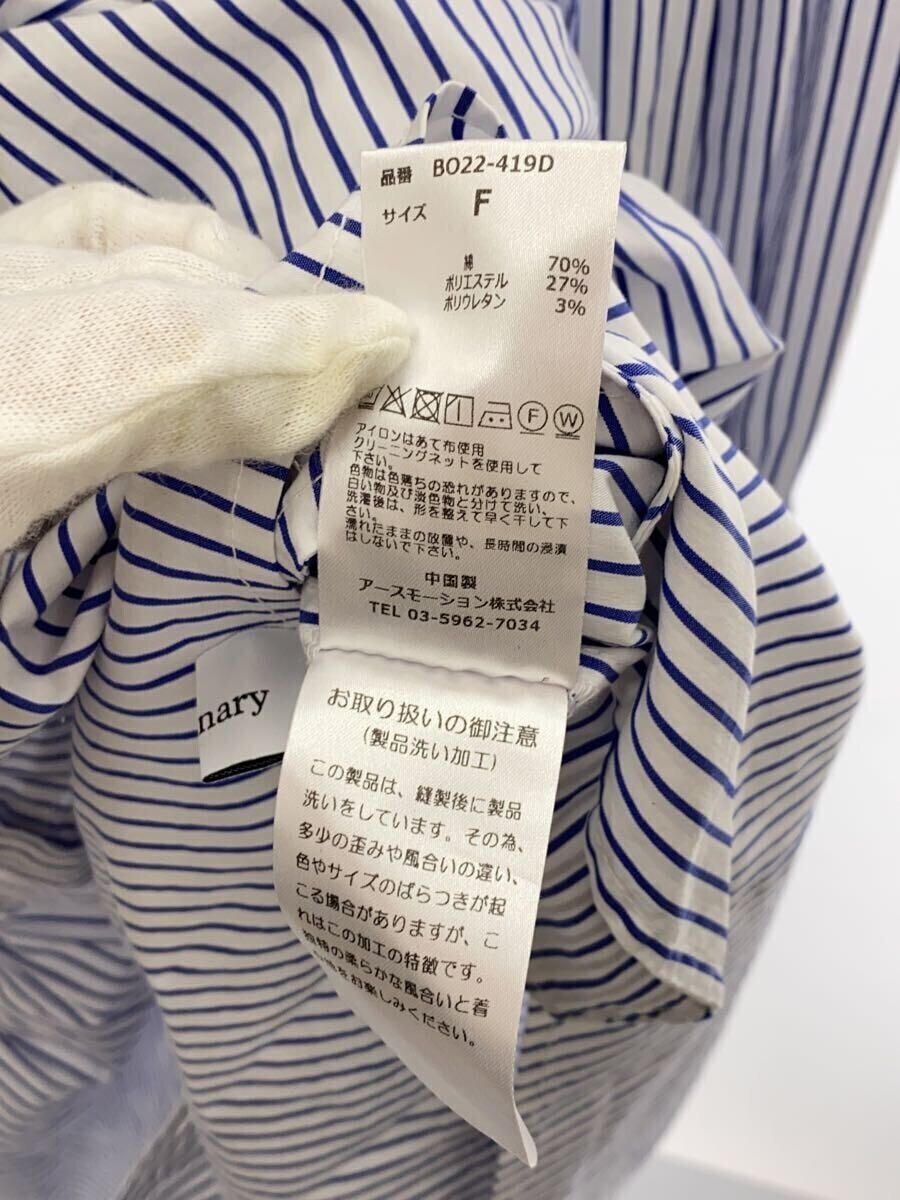 品番 BO22-419D
サイズ F
綿 70%
ポリエステル 27%
ポリウレタン 3%
F W
アイロンはあて布使用
クリーニングネットを使用して
下さい。
色物は色落ちの恐れがありますので、
白い物及び淡色物と分けて洗い、
洗濯後は、形を整えて早く干して下
さい。
濡れたままの放置や、長時間の浸漬
はしないで下さい。
中国製
アースモーション株式会社
TEL 03-5962-7034
nary
お取り扱いの御注意
(製品洗い加工)
この製品は、縫製後に製品
洗いをしています。その為、
多少の歪みや風合いの違い、
色やサイズのばらつきが起
こる場合がありますが、こ
れはこの加工の特徴です。
独特の柔らかな風合いと着
をお楽しみください。